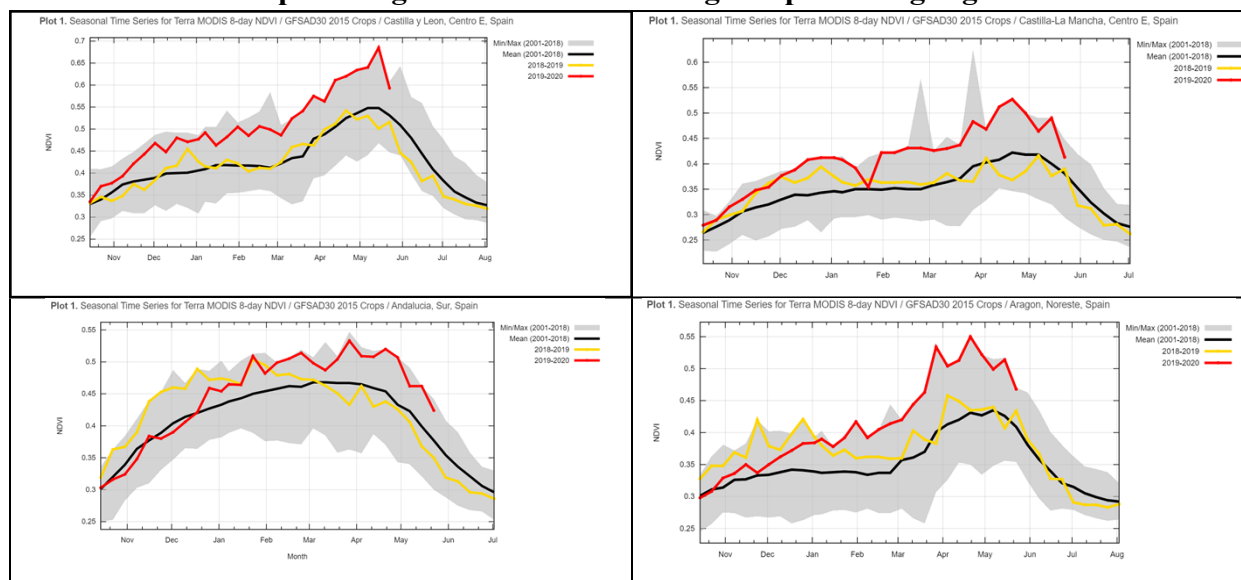 Plot 1. Seasonal Time Series for Terra MODIS 8-day NDVI / GFSAD30 2015 Crops / Castilla y Leon, Centro E, Spain
Min/Max (2001-2018)
Mean (2001-2018)
2018-2019
2019-2020
NDVI
0.7
0.65
0.6
0.55
0.5
0.45
0.4
0.35
0.3
0.25
Nov Dec Jan Feb Mar Apr May Jun Jul Aug
Plot 1. Seasonal Time Series for Terra MODIS 8-day NDVI / GFSAD30 2015 Crops / Castilla-La Mancha, Centro E, Spain
Min/Max (2001-2018)
Mean (2001-2018)
2018-2019
2019-2020
NDVI
0.6
0.55
0.5
0.45
0.4
0.35
0.3
0.25
Nov Dec Jan Feb Mar Apr May Jun Jul
Plot 1. Seasonal Time Series for Terra MODIS 8-day NDVI / GFSAD30 2015 Crops / Andalucia, Sur, Spain
Min/Max (2001-2018)
Mean (2001-2018)
2018-2019
2019-2020
NDVI
0.55
0.5
0.45
0.4
0.35
0.3
0.25
Nov Dec Jan Feb Mar Apr May Jun Jul
Month
Plot 1. Seasonal Time Series for Terra MODIS 8-day NDVI / GFSAD30 2015 Crops / Aragon, Noreste, Spain
Min/Max (2001-2018)
Mean (2001-2018)
2018-2019
2019-2020
NDVI
0.55
0.5
0.45
0.4
0.35
0.3
0.25
Nov Dec Jan Feb Mar Apr May Jun Jul Aug